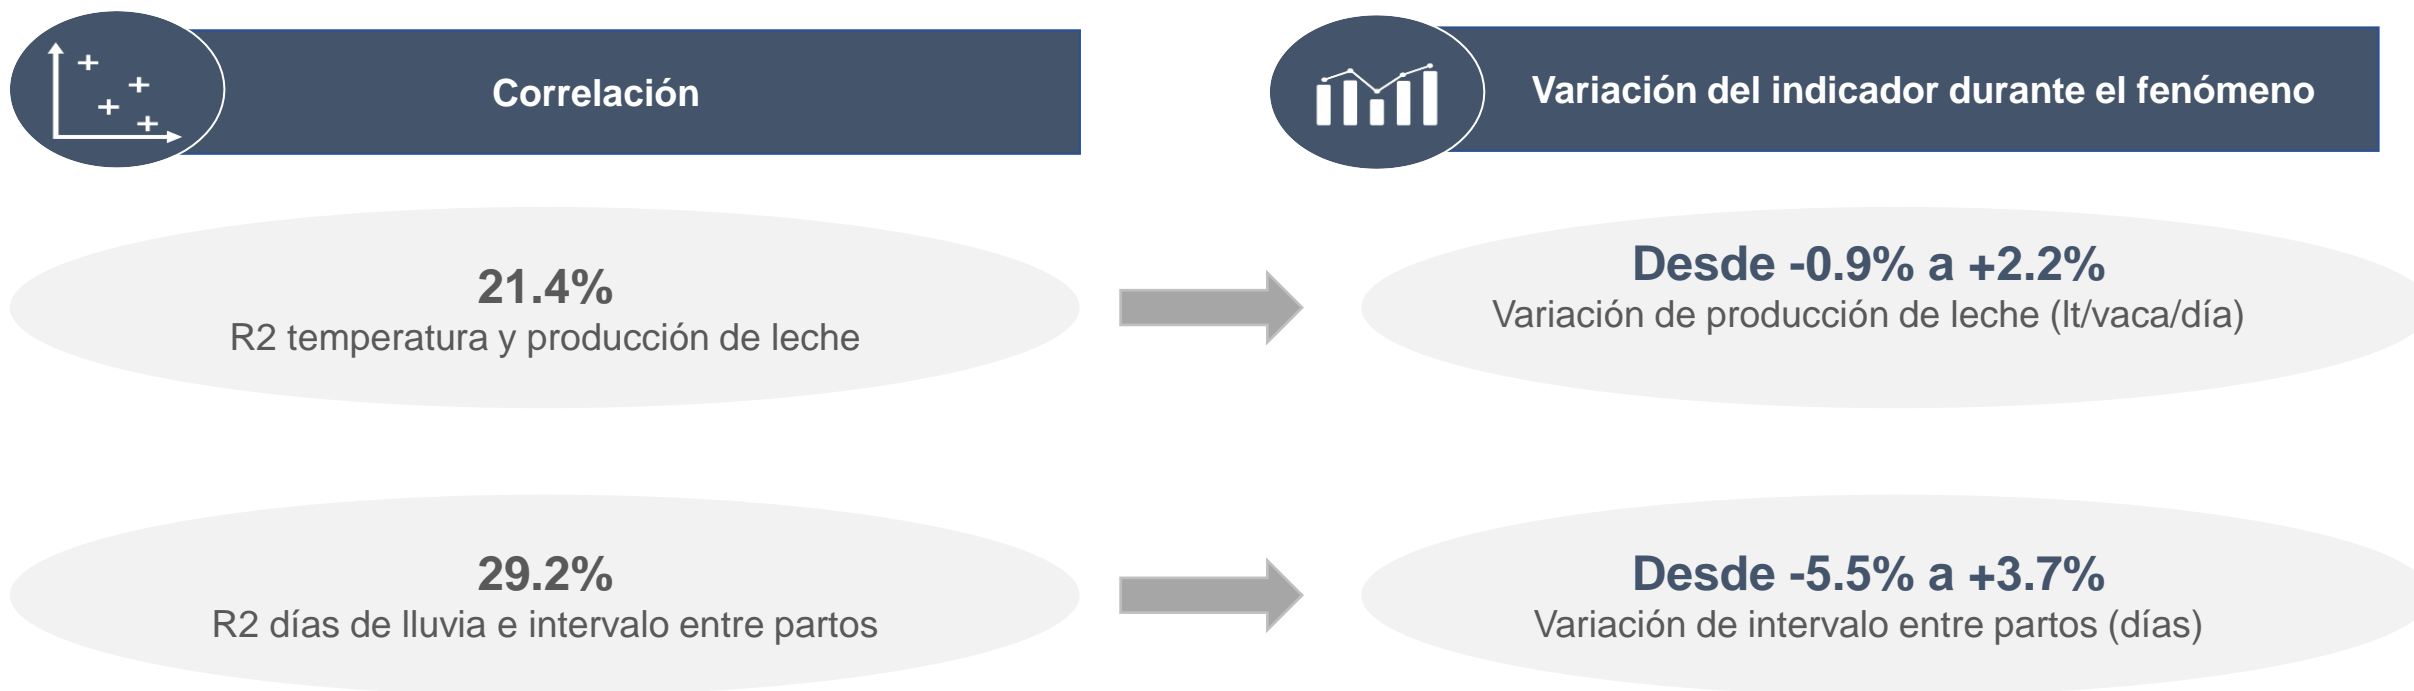 Correlación
Variación del indicador durante el fenómeno
21.4%
R2 temperatura y producción de leche
Desde -0.9% a +2.2%
Variación de producción de leche (lt/vaca/día)
29.2%
R2 días de lluvia e intervalo entre partos
Desde -5.5% a +3.7%
Variación de intervalo entre partos (días)